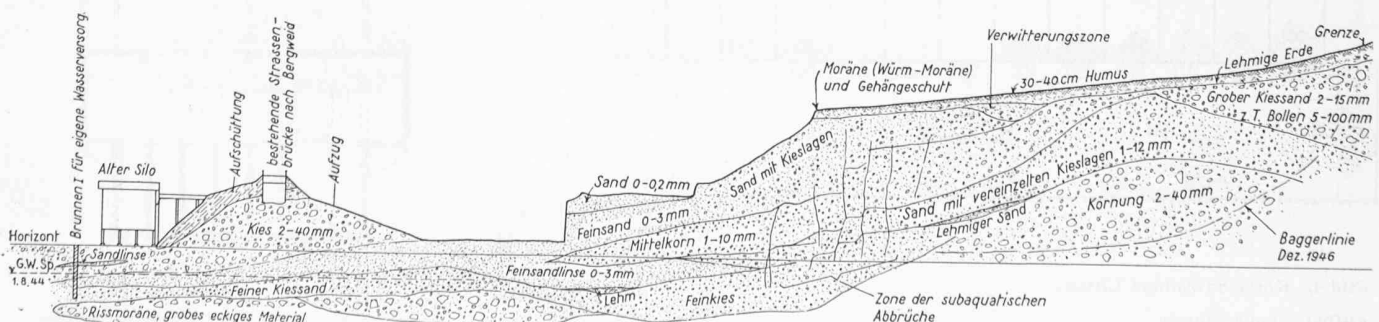 Brunnen I für eigene Wasserversorg.
Alter Silo
Aufschüttung
bestehende Strassen-
brücke nach Bergweid
Aufzug
Kies 2-40mm
Horizont
Sandlinse
G.W.Sp.
1.8.44
Feiner Kiessand
Rissmoräne, grobes eckiges Material
Feinsandlinse 0-3mm
Lehm
Feinkies
Sand 0-0,2mm
Feinsand 0-3mm
Mittelkorn 1-10mm
Sand mit Kieslagen
Moräne (Würm-Moräne)
und Gehängeschutt
30-40cm Humus
Verwitterungszone
Lehmige Erde
Grenze
Grober Kiessand 2-15mm
z.T. Bollen 5-100mm
Sand mit vereinzelten Kieslagen 1-12mm
Lehmiger Sand
Körnung 2-40mm
Baggerlinie
Dez. 1946
Zone der subaquatischen
Abbrüche